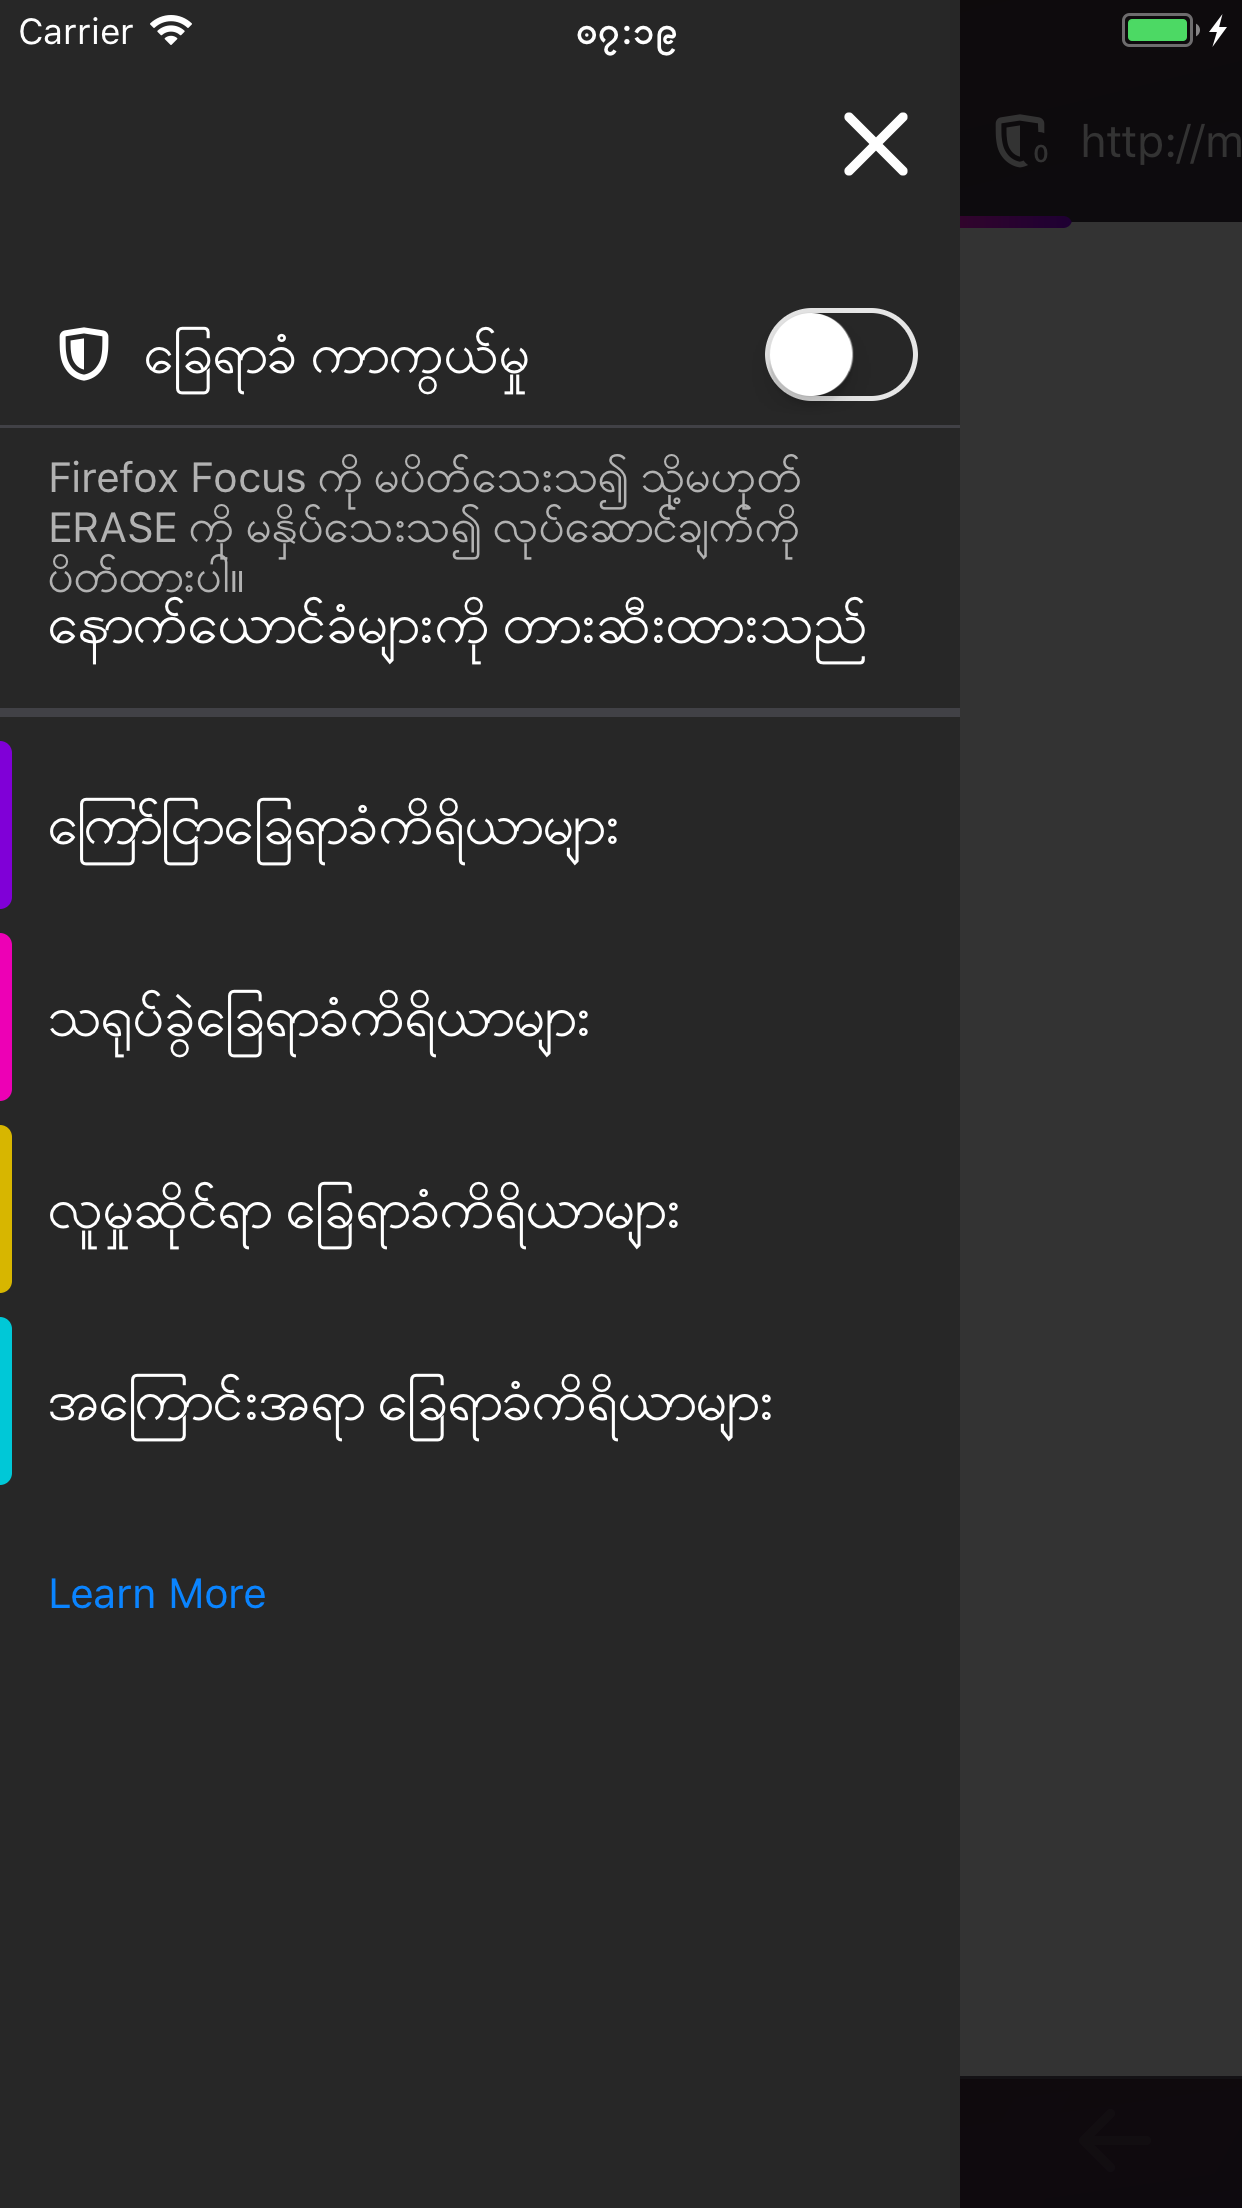 Carrier
၀၇:၁၉
0
http://m
ခြေရာခံ ကာကွယ်မှု
Firefox Focus ကို မပိတ်သေးသ၍ သို့မဟုတ်
ERASE ကို မနှိပ်သေးသ၍ လုပ်ဆောင်ချက်ကို
ပိတ်ထားပါ။
နောက်ယောင်ခံများကို တားဆီးထားသည်
ကြော်ငြာခြေရာခံကိရိယာများ
သရုပ်ခွဲခြေရာခံကိရိယာများ
လူမှုဆိုင်ရာ ခြေရာခံကိရိယာများ
အကြောင်းအရာ ခြေရာခံကိရိယာများ
Learn More